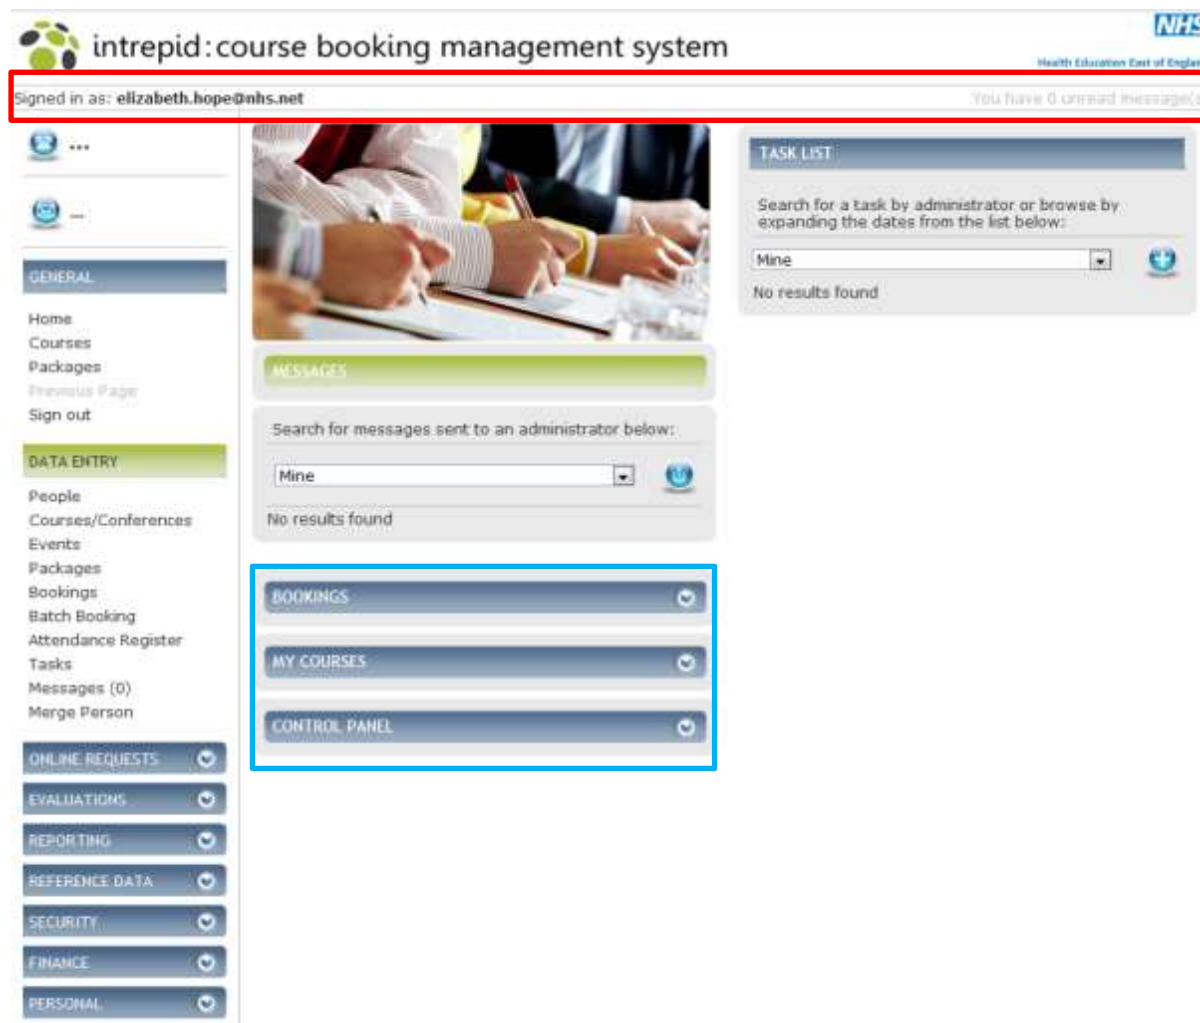 intrepid:course booking management system
NHS
Health Education East of Englan
Signed in as: elizabeth.hope@nhs.net
You have 0 unread message(s
...
...
GENERAL
Home
Courses
Packages
Previous Page
Sign out
DATA ENTRY
People
Courses/Conferences
Events
Packages
Bookings
Batch Booking
Attendance Register
Tasks
Messages (0)
Merge Person
ONLINE REQUESTS
EVALUATIONS
REPORTING
REFERENCE DATA
SECURITY
FINANCE
PERSONAL
MESSAGES
Search for messages sent to an administrator below:
Mine
No results found
BOOKINGS
MY COURSES
CONTROL PANEL
TASK LIST
Search for a task by administrator or browse by
expanding the dates from the list below:
Mine
No results found